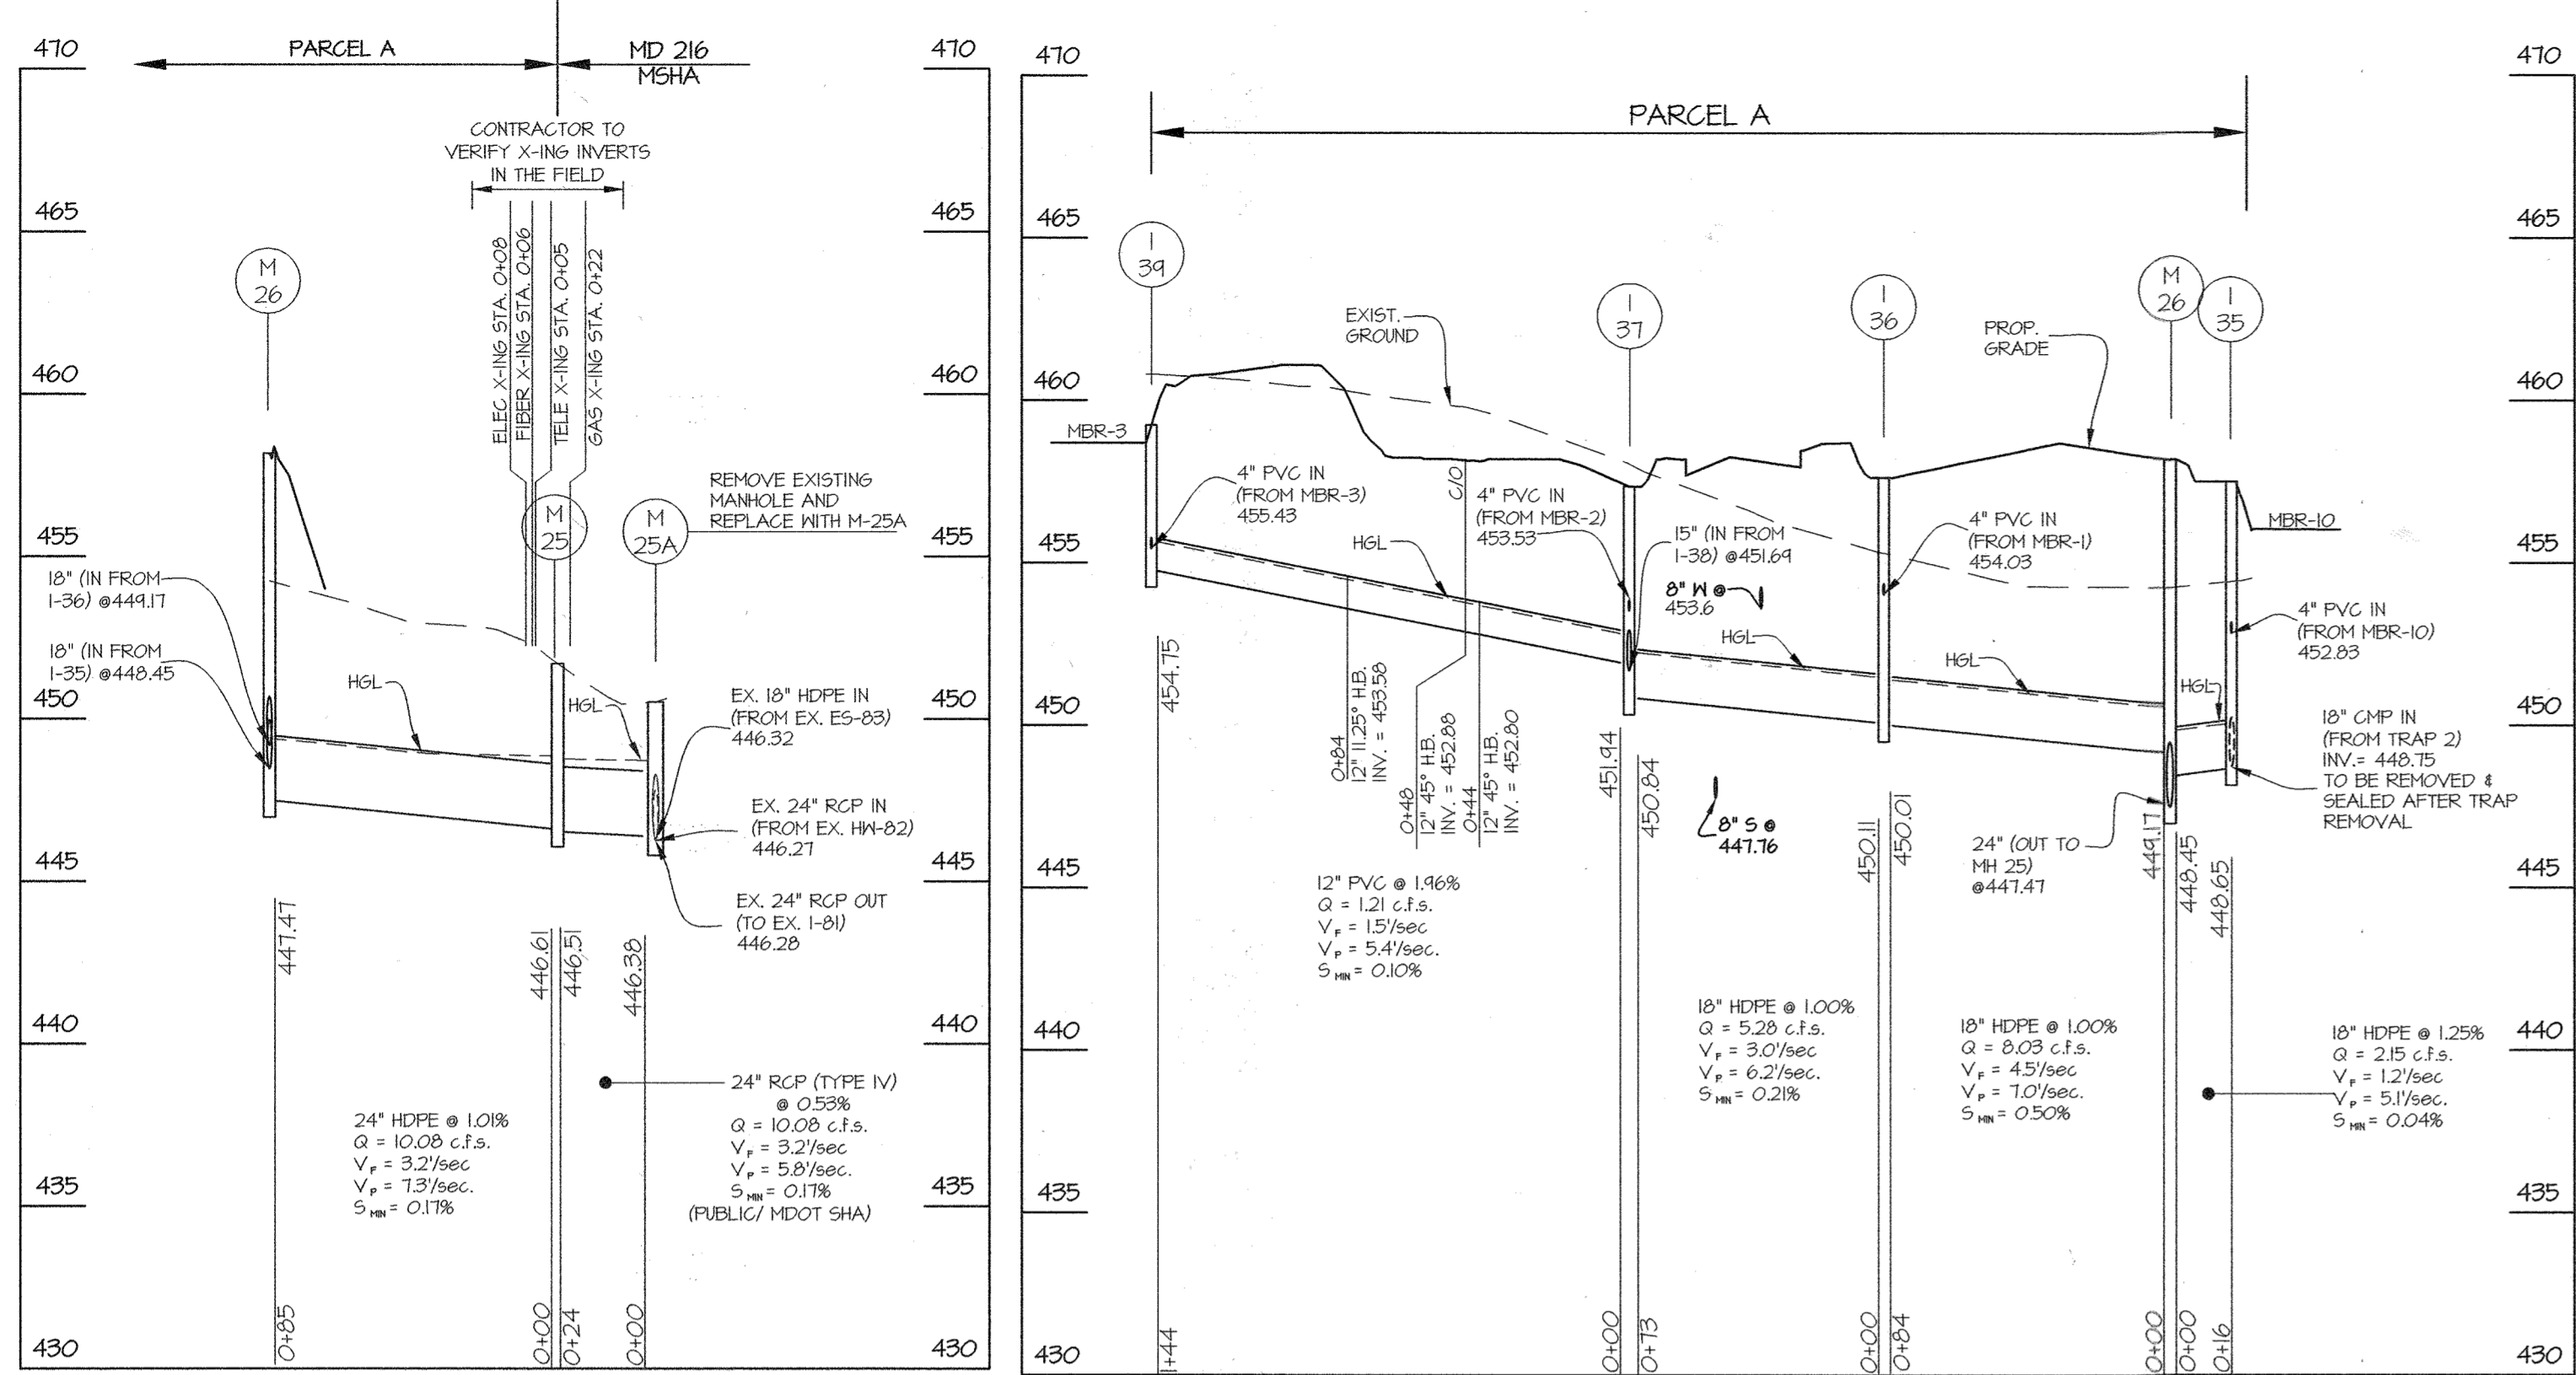 PARCEL A
MD 216
MSHA
470
470
465
465
460
460
455
455
450
450
445
445
440
440
435
435
430
430
CONTRACTOR TO
VERIFY X-ING INVERTS
IN THE FIELD
ELEC X-ING STA. 0+08
FIBER X-ING STA. 0+06
TELE X-ING STA. 0+05
GAS X-ING STA. 0+22
M
26
M
25
M
25A
REMOVE EXISTING
MANHOLE AND
REPLACE WITH M-25A
18" (IN FROM
I-36) @449.17
18" (IN FROM
I-35) @448.45
HGL
HGL
EX. 18" HDPE IN
(FROM EX. ES-83)
446.32
EX. 24" RCP IN
(FROM EX. HW-82)
446.27
EX. 24" RCP OUT
(TO EX. I-81)
446.28
447.47
446.61
446.51
446.38
24" HDPE @ 1.01%
Q = 10.08 c.f.s.
VF = 3.2'/sec
VP = 7.3'/sec.
S MIN = 0.17%
24" RCP (TYPE IV)
@ 0.53%
Q = 10.08 c.f.s.
VF = 3.2'/sec
VP = 5.8'/sec.
S MIN = 0.17%
(PUBLIC/ MDOT SHA)
0+85
0+00
0+24
0+00
470
470
PARCEL A
465
465
460
460
455
455
450
450
445
445
440
440
435
435
430
430
I
39
I
37
I
36
M
26
I
35
EXIST.
GROUND
PROP.
GRADE
MBR-3
MBR-10
4" PVC IN
(FROM MBR-3)
455.43
C/O
4" PVC IN
(FROM MBR-2)
453.53
15" (IN FROM
I-38) @451.69
8" W @
453.6
4" PVC IN
(FROM MBR-1)
454.03
4" PVC IN
(FROM MBR-10)
452.83
HGL
HGL
HGL
HGL
18" CMP IN
(FROM TRAP 2)
INV.= 448.75
TO BE REMOVED &
SEALED AFTER TRAP
REMOVAL
454.75
0+84
12" 11.25° H.B.
INV. = 453.58
0+48
12" 45° H.B.
INV. = 452.88
0+44
12" 45° H.B.
INV. = 452.80
451.94
450.84
8" S @
447.76
450.11
450.01
24" (OUT TO
MH 25)
@447.47
449.17
448.45
448.65
12" PVC @ 1.96%
Q = 1.21 c.f.s.
VF = 1.5'/sec
VP = 5.4'/sec.
S MIN = 0.10%
18" HDPE @ 1.00%
Q = 5.28 c.f.s.
VF = 3.0'/sec
VP = 6.2'/sec.
S MIN = 0.21%
18" HDPE @ 1.00%
Q = 8.03 c.f.s.
VF = 4.5'/sec
VP = 7.0'/sec.
S MIN = 0.50%
18" HDPE @ 1.25%
Q = 2.15 c.f.s.
VF = 1.2'/sec
VP = 5.1'/sec.
S MIN = 0.04%
1+44
0+00
0+73
0+00
0+84
0+00
0+00
0+16